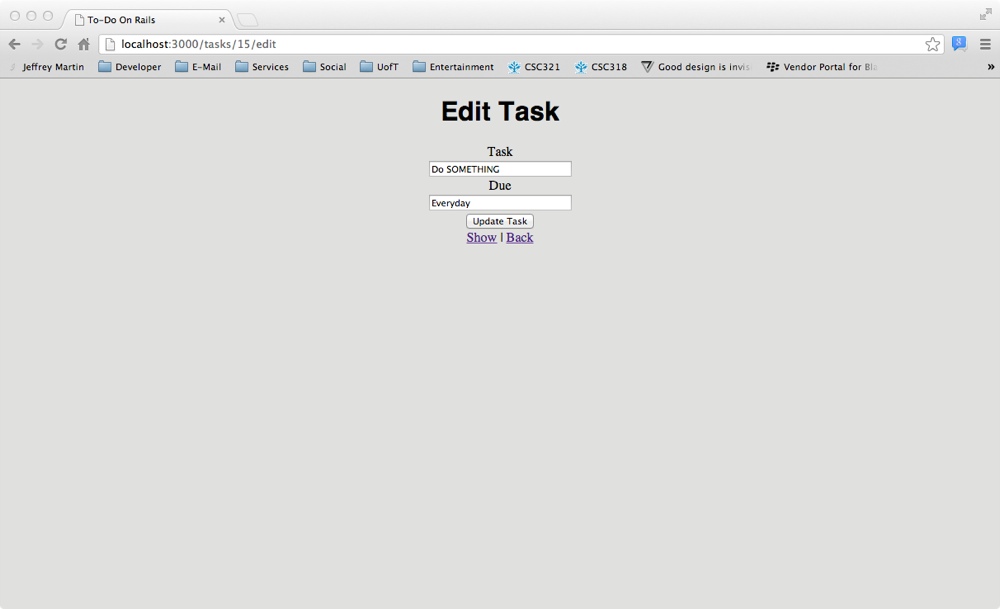 To-Do On Rails
localhost:3000/tasks/15/edit
Jeffrey Martin Developer E-Mail Services Social UofT Entertainment CSC321 CSC318 Good design is invis Vendor Portal for Bla »
Edit Task
Task
Do SOMETHING
Due
Everyday
Update Task
Show | Back